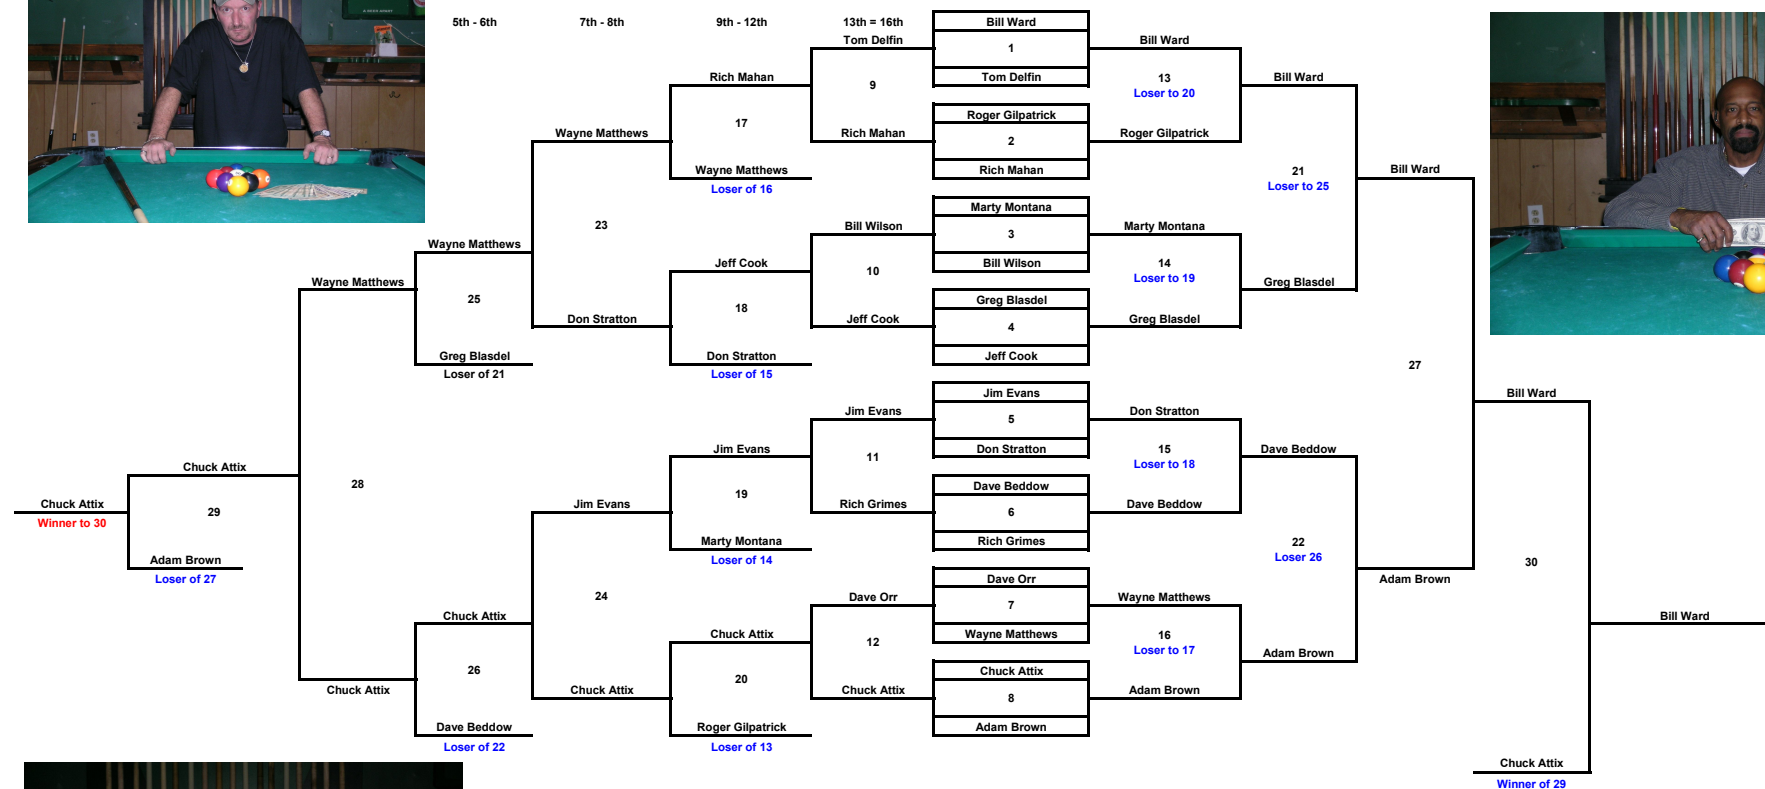 5th - 6th
7th - 8th
9th - 12th
13th = 16th
Bill Ward
1
Tom Delfin
Roger Gilpatrick
2
Rich Mahan
Marty Montana
3
Bill Wilson
Greg Blasdel
4
Jeff Cook
Jim Evans
5
Don Stratton
Dave Beddow
6
Rich Grimes
Dave Orr
7
Wayne Matthews
Chuck Attix
8
Adam Brown
Bill Ward
13
Loser to 20
Roger Gilpatrick
Marty Montana
14
Loser to 19
Greg Blasdel
Don Stratton
15
Loser to 18
Dave Beddow
Wayne Matthews
16
Loser to 17
Adam Brown
Bill Ward
21
Loser to 25
Greg Blasdel
Dave Beddow
22
Loser 26
Adam Brown
Bill Ward
27
Adam Brown
Bill Ward
30
Chuck Attix
Winner of 29
Bill Ward
Tom Delfin
9
Rich Mahan
Bill Wilson
10
Jeff Cook
Jim Evans
11
Rich Grimes
Dave Orr
12
Chuck Attix
Rich Mahan
17
Wayne Matthews
Loser of 16
Jeff Cook
18
Don Stratton
Loser of 15
Jim Evans
19
Marty Montana
Loser of 14
Chuck Attix
20
Roger Gilpatrick
Loser of 13
Wayne Matthews
23
Don Stratton
Jim Evans
24
Chuck Attix
Wayne Matthews
25
Greg Blasdel
Loser of 21
Chuck Attix
26
Dave Beddow
Loser of 22
Wayne Matthews
28
Chuck Attix
Chuck Attix
29
Adam Brown
Loser of 27
Chuck Attix
Winner to 30